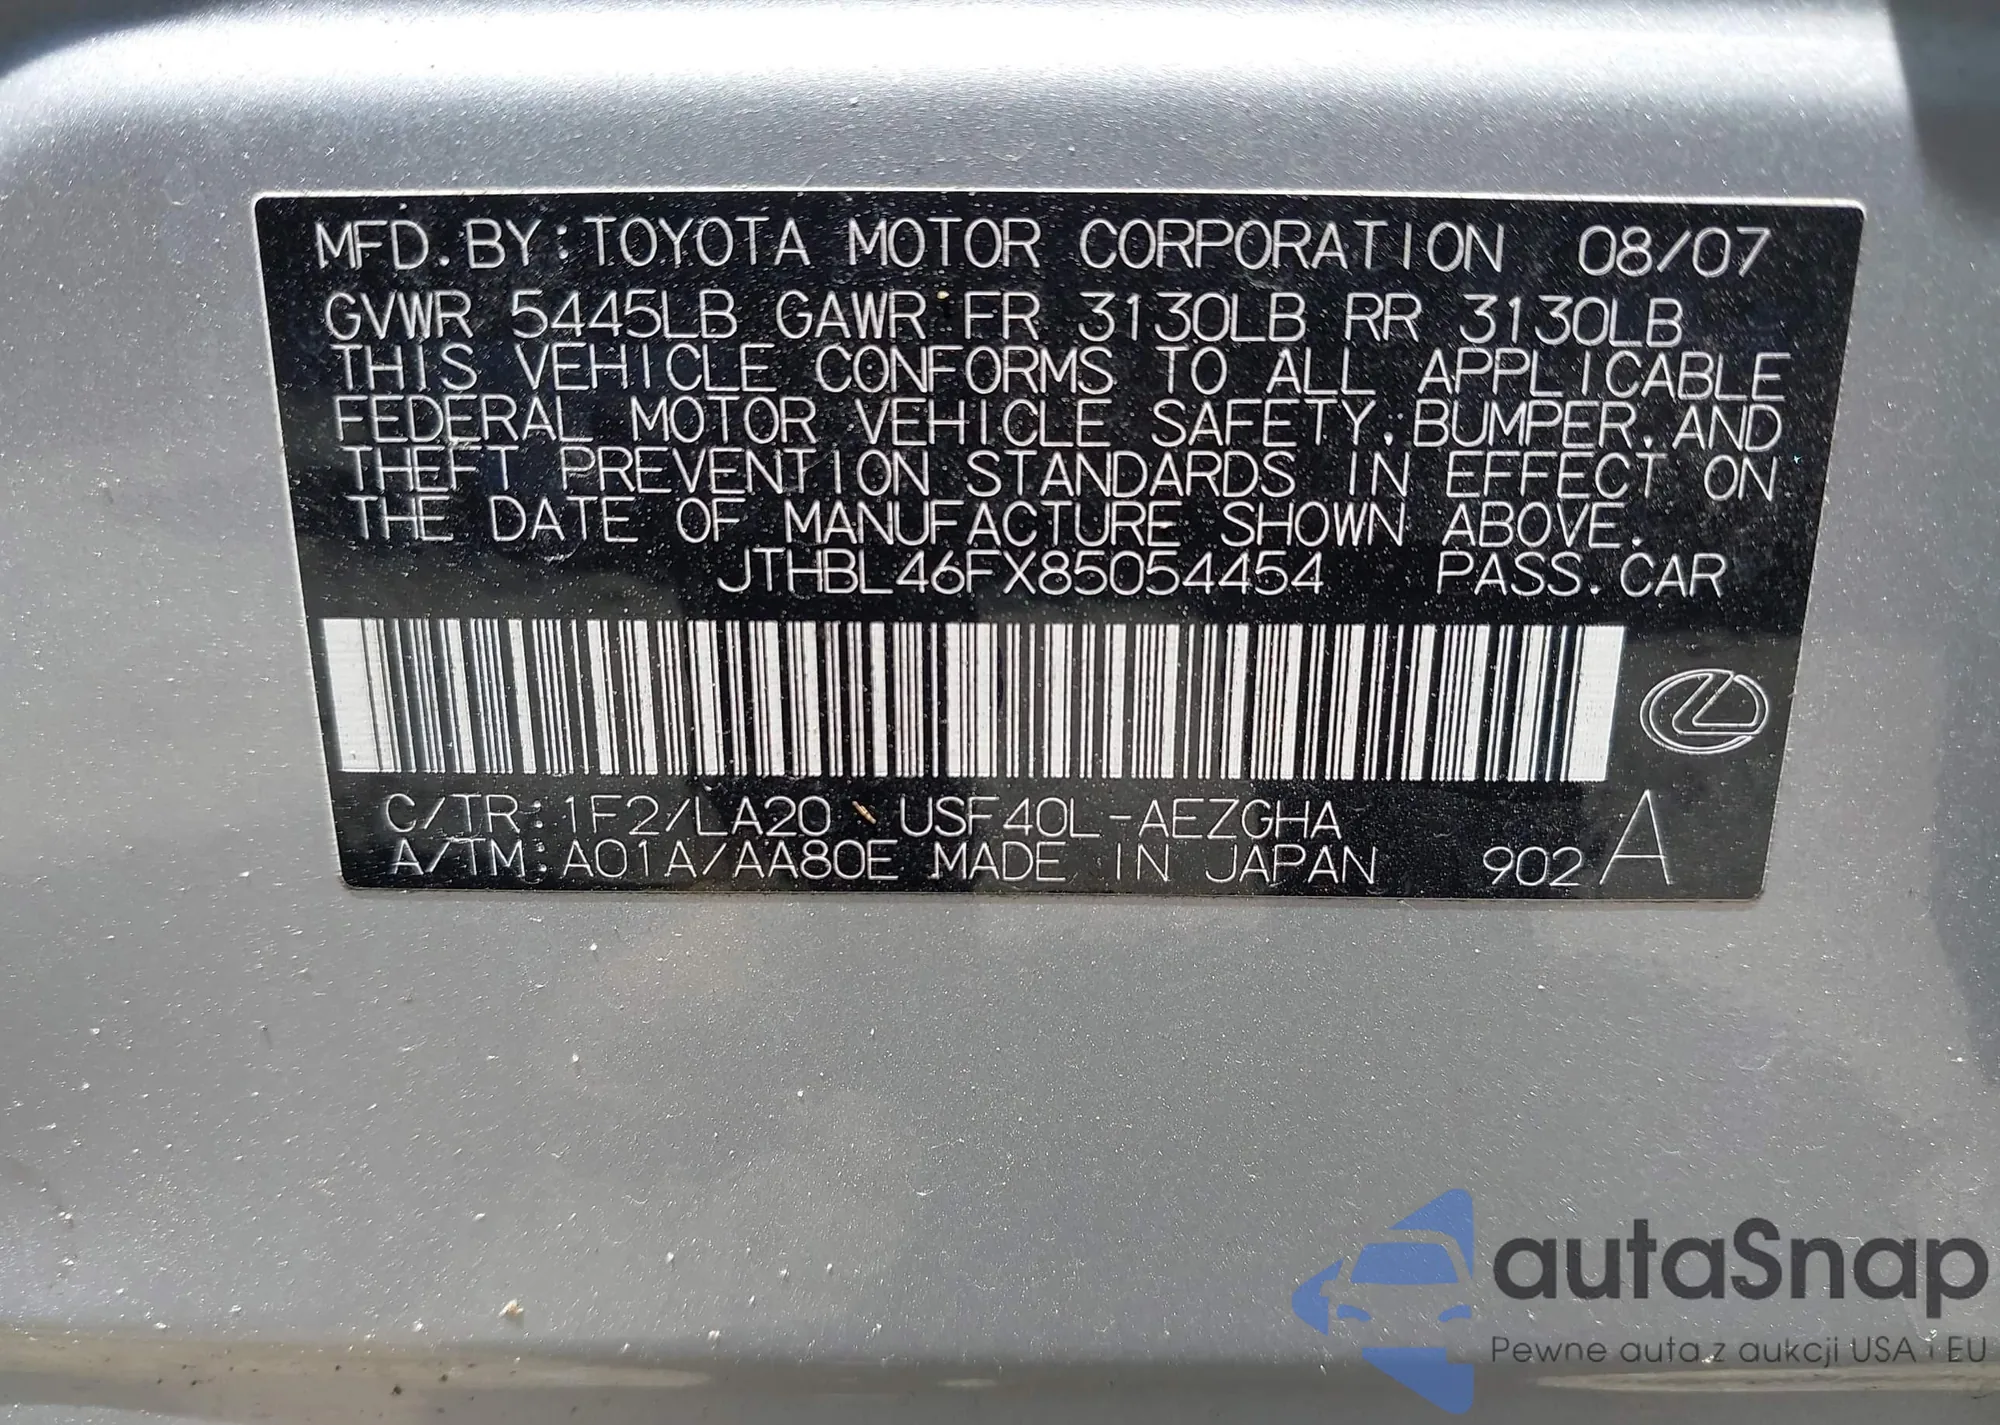 MFD. BY: TOYOTA MOTOR CORPORATION 08/07
GVWR 5445LB GAWR FR 3130LB RR 3130LB
THIS VEHICLE CONFORMS TO ALL APPLICABLE
FEDERAL MOTOR VEHICLE SAFETY, BUMPER, AND
THEFT PREVENTION STANDARDS IN EFFECT ON
THE DATE OF MANUFACTURE SHOWN ABOVE.
JTHBL46FX85054454 PASS. CAR
C/TR: 1F2/LA20 USF40L-AEZGHA
A/TM: A01A/AA80E MADE IN JAPAN 902 A
autaSnap
Pewne auta z aukcji USA i EU